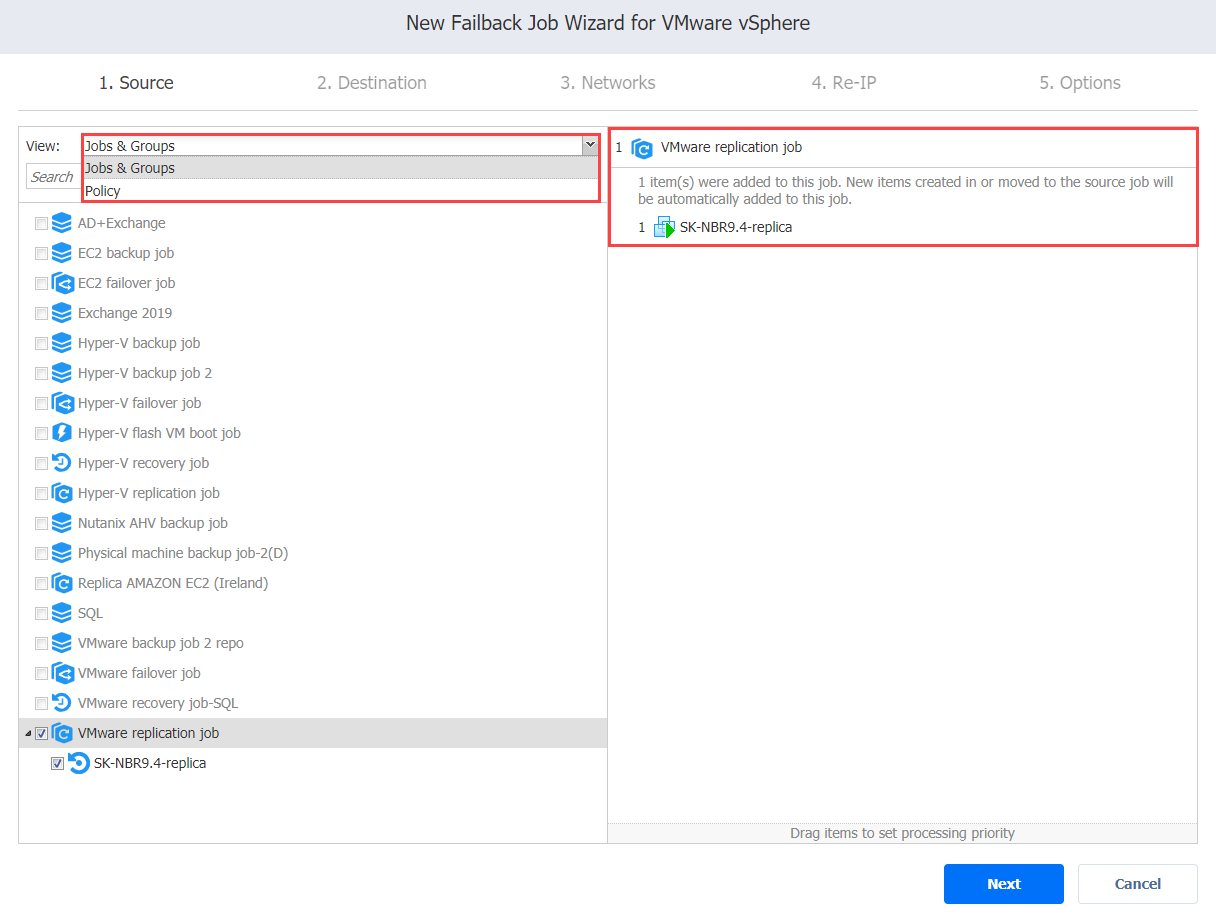 New Failback Job Wizard for VMware vSphere
1. Source
2. Destination
3. Networks
4. Re-IP
5. Options
View:
Jobs & Groups
Jobs & Groups
Policy
Search
AD+Exchange
EC2 backup job
EC2 failover job
Exchange 2019
Hyper-V backup job
Hyper-V backup job 2
Hyper-V failover job
Hyper-V flash VM boot job
Hyper-V recovery job
Hyper-V replication job
Nutanix AHV backup job
Physical machine backup job-2(D)
Replica AMAZON EC2 (Ireland)
SQL
VMware backup job 2 repo
VMware failover job
VMware recovery job-SQL
VMware replication job
SK-NBR9.4-replica
1 VMware replication job
1 item(s) were added to this job. New items created in or moved to the source job will
be automatically added to this job.
1 SK-NBR9.4-replica
Drag items to set processing priority
Next
Cancel